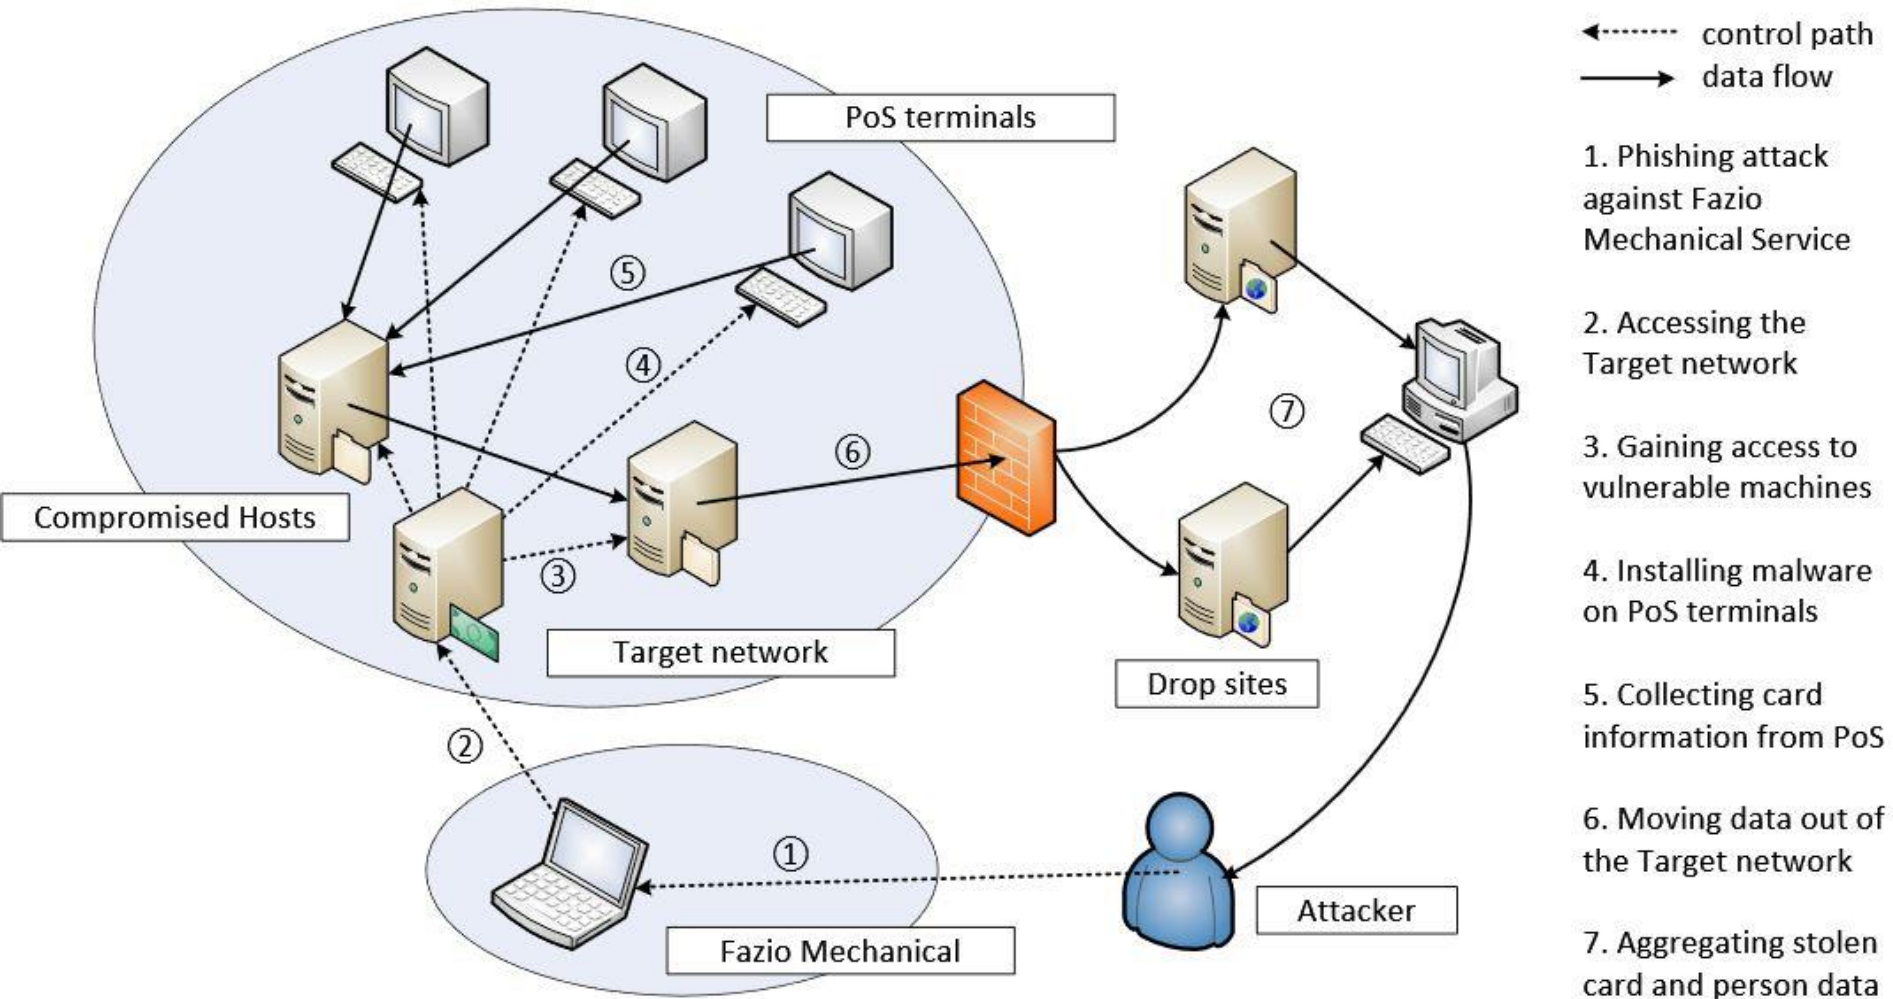 control path
data flow
PoS terminals
1. Phishing attack
against Fazio
Mechanical Service
2. Accessing the
Target network
⑤
④
⑦
3. Gaining access to
vulnerable machines
⑥
Compromised Hosts
③
4. Installing malware
on PoS terminals
Target network
Drop sites
5. Collecting card
information from PoS
②
6. Moving data out of
the Target network
①
Attacker
Fazio Mechanical
7. Aggregating stolen
card and person data